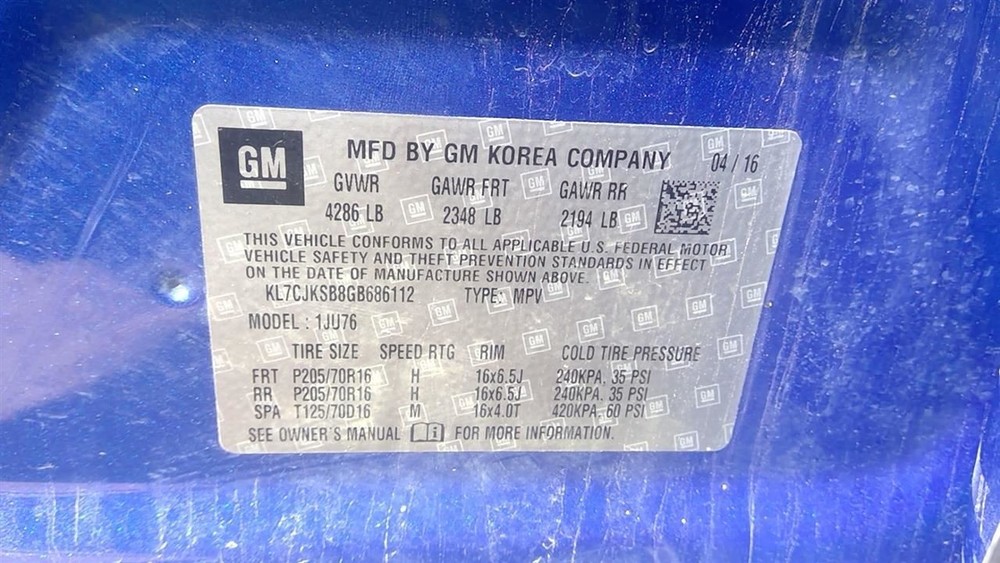 GM MFD BY GM KOREA COMPANY 04/16
GVWR GAWR FRT GAWR RR
4286 LB 2348 LB 2194 LB
THIS VEHICLE CONFORMS TO ALL APPLICABLE U.S. FEDERAL MOTOR
VEHICLE SAFETY AND THEFT PREVENTION STANDARDS IN EFFECT
ON THE DATE OF MANUFACTURE SHOWN ABOVE.
KL7CJKSB8GB686112 TYPE: MPV
MODEL : 1JU76
TIRE SIZE SPEED RTG RIM COLD TIRE PRESSURE
FRT P205/70R16 H 16x6.5J 240KPA, 35 PSI
RR P205/70R16 H 16x6.5J 240KPA, 35 PSI
SPA T125/70D16 M 16x4.0T 420KPA, 60 PSI
SEE OWNER'S MANUAL FOR MORE INFORMATION.